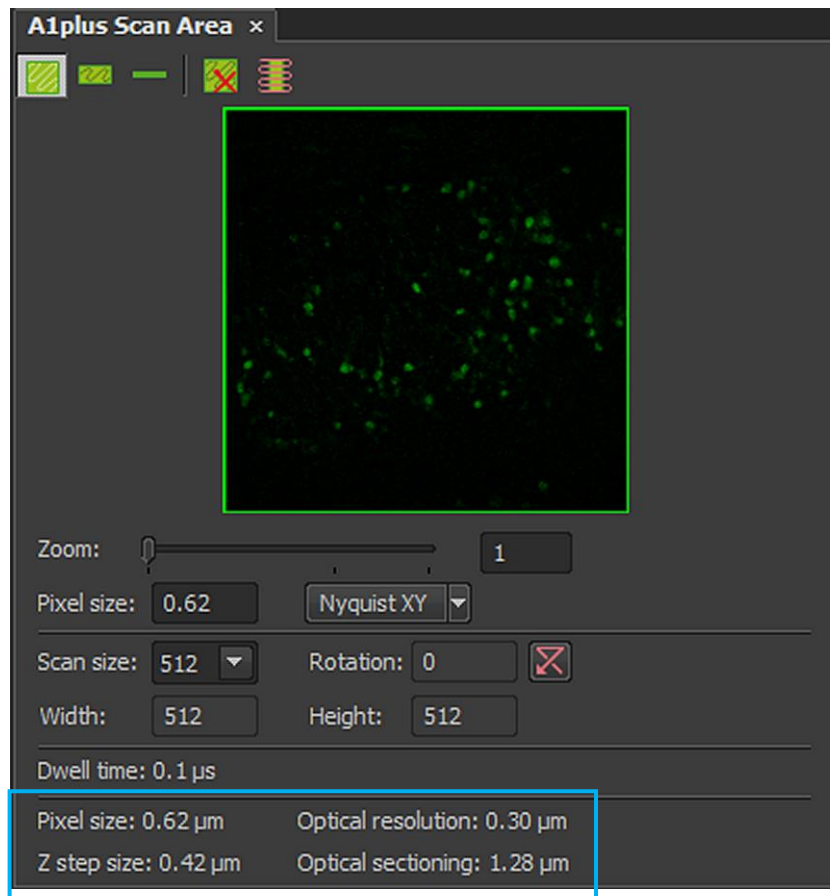 A1plus Scan Area ×
Zoom: 1
Pixel size: 0.62 Nyquist XY
Scan size: 512 Rotation: 0
Width: 512 Height: 512
Dwell time: 0.1 µs
Pixel size: 0.62 µm Optical resolution: 0.30 µm
Z step size: 0.42 µm Optical sectioning: 1.28 µm